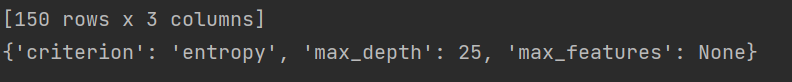 [150 rows x 3 columns]
{'criterion': 'entropy', 'max_depth': 25, 'max_features': None}